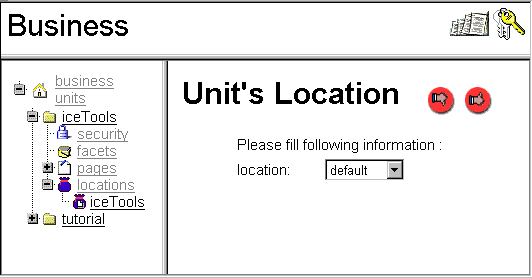 Business
business
units
iceTools
security
facets
pages
locations
iceTools
tutorial
Unit's Location
Please fill following information :
location: default